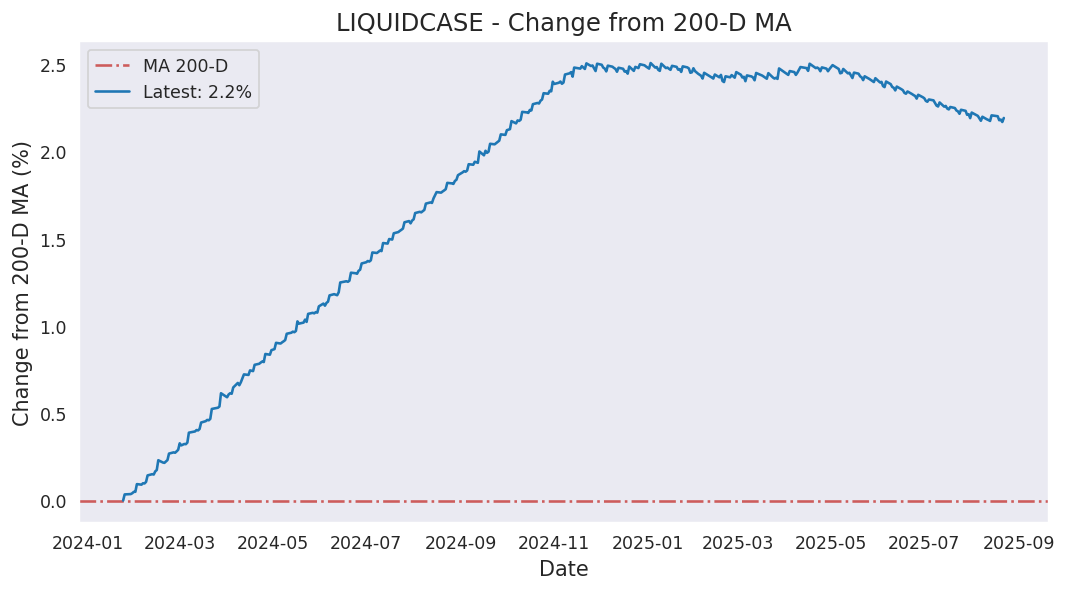 LIQUIDCASE - Change from 200-D MA
MA 200-D
Latest: 2.2%
Change from 200-D MA (%)
2.5
2.0
1.5
1.0
0.5
0.0
2024-01 2024-03 2024-05 2024-07 2024-09 2024-11 2025-01 2025-03 2025-05 2025-07 2025-09
Date